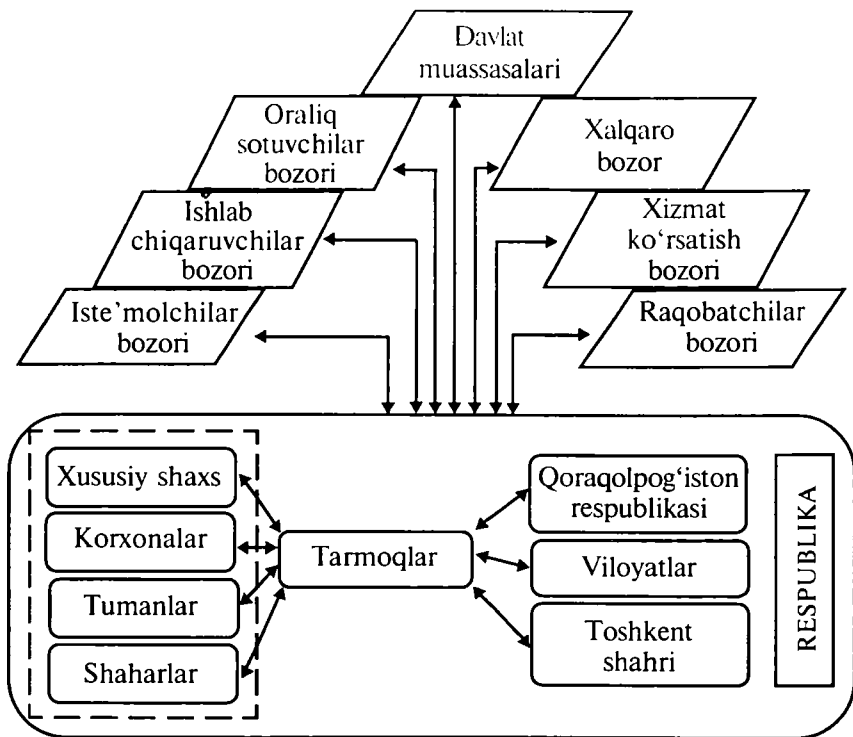 Davlat
muassasalari
Oraliq
sotuvchilar
bozori
Xalqaro
bozor
Ishlab
chiqaruvchilar
bozori
Xizmat
ko‘rsatish
bozori
Iste’molchilar
bozori
Raqobatchilar
bozori
Xususiy shaxs
Korxonalar
Tumanlar
Shaharlar
Tarmoqlar
Qoraqolpog‘iston
respublikasi
Viloyatlar
Toshkent
shahri
RESPUBLIKA